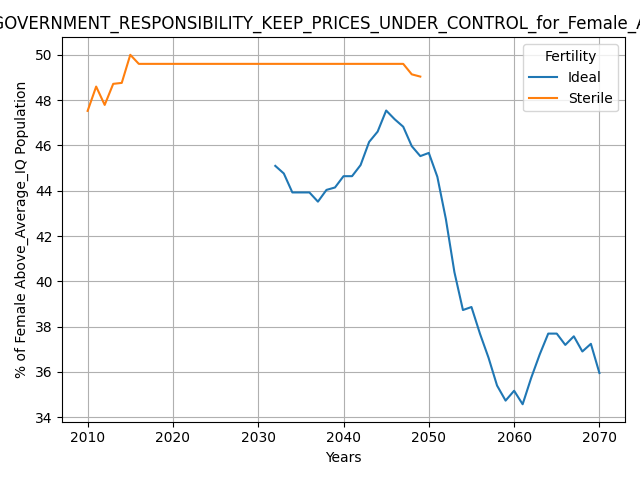 GOVERNMENT_RESPONSIBILITY_KEEP_PRICES_UNDER_CONTROL_for_Female_A
% of Female Above_Average_IQ Population
50
48
46
44
42
40
38
36
34
Fertility
Ideal
Sterile
2010 2020 2030 2040 2050 2060 2070
Years